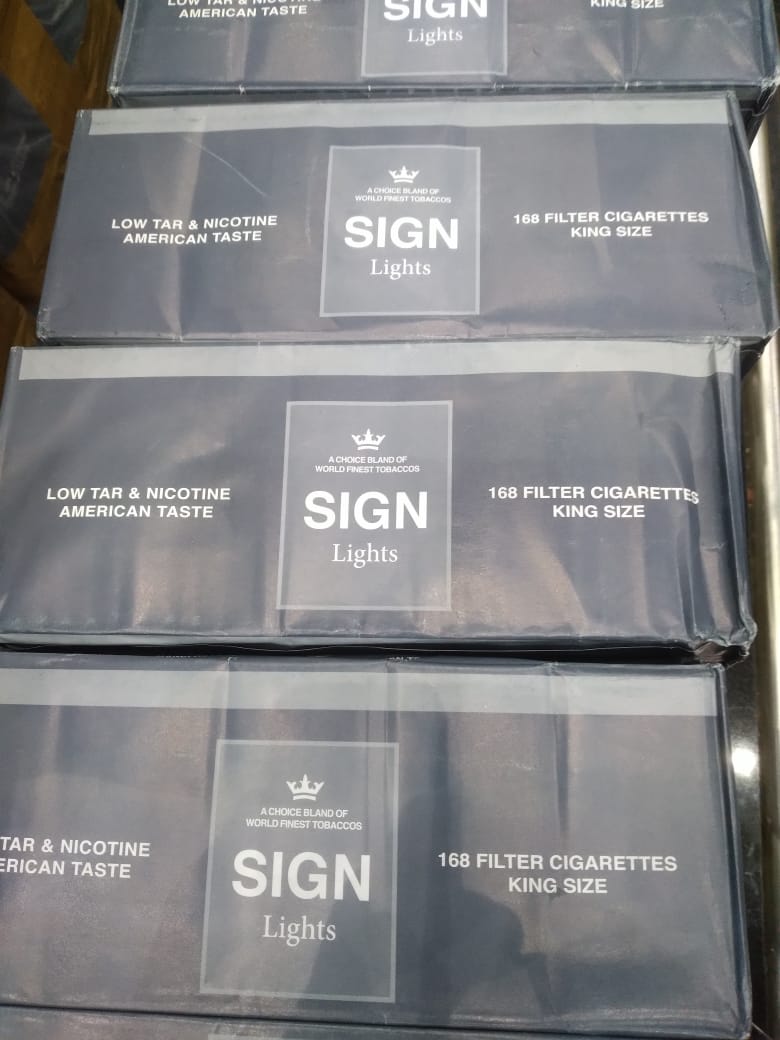 LOW TAR & NICOTINE
AMERICAN TASTE
SIGN
Lights
KING SIZE
LOW TAR & NICOTINE
AMERICAN TASTE
A CHOICE BLAND OF
WORLD FINEST TOBACCOS
SIGN
Lights
168 FILTER CIGARETTES
KING SIZE
LOW TAR & NICOTINE
AMERICAN TASTE
A CHOICE BLAND OF
WORLD FINEST TOBACCOS
SIGN
Lights
168 FILTER CIGARETTES
KING SIZE
TAR & NICOTINE
ERICAN TASTE
A CHOICE BLAND OF
WORLD FINEST TOBACCOS
SIGN
Lights
168 FILTER CIGARETTES
KING SIZE